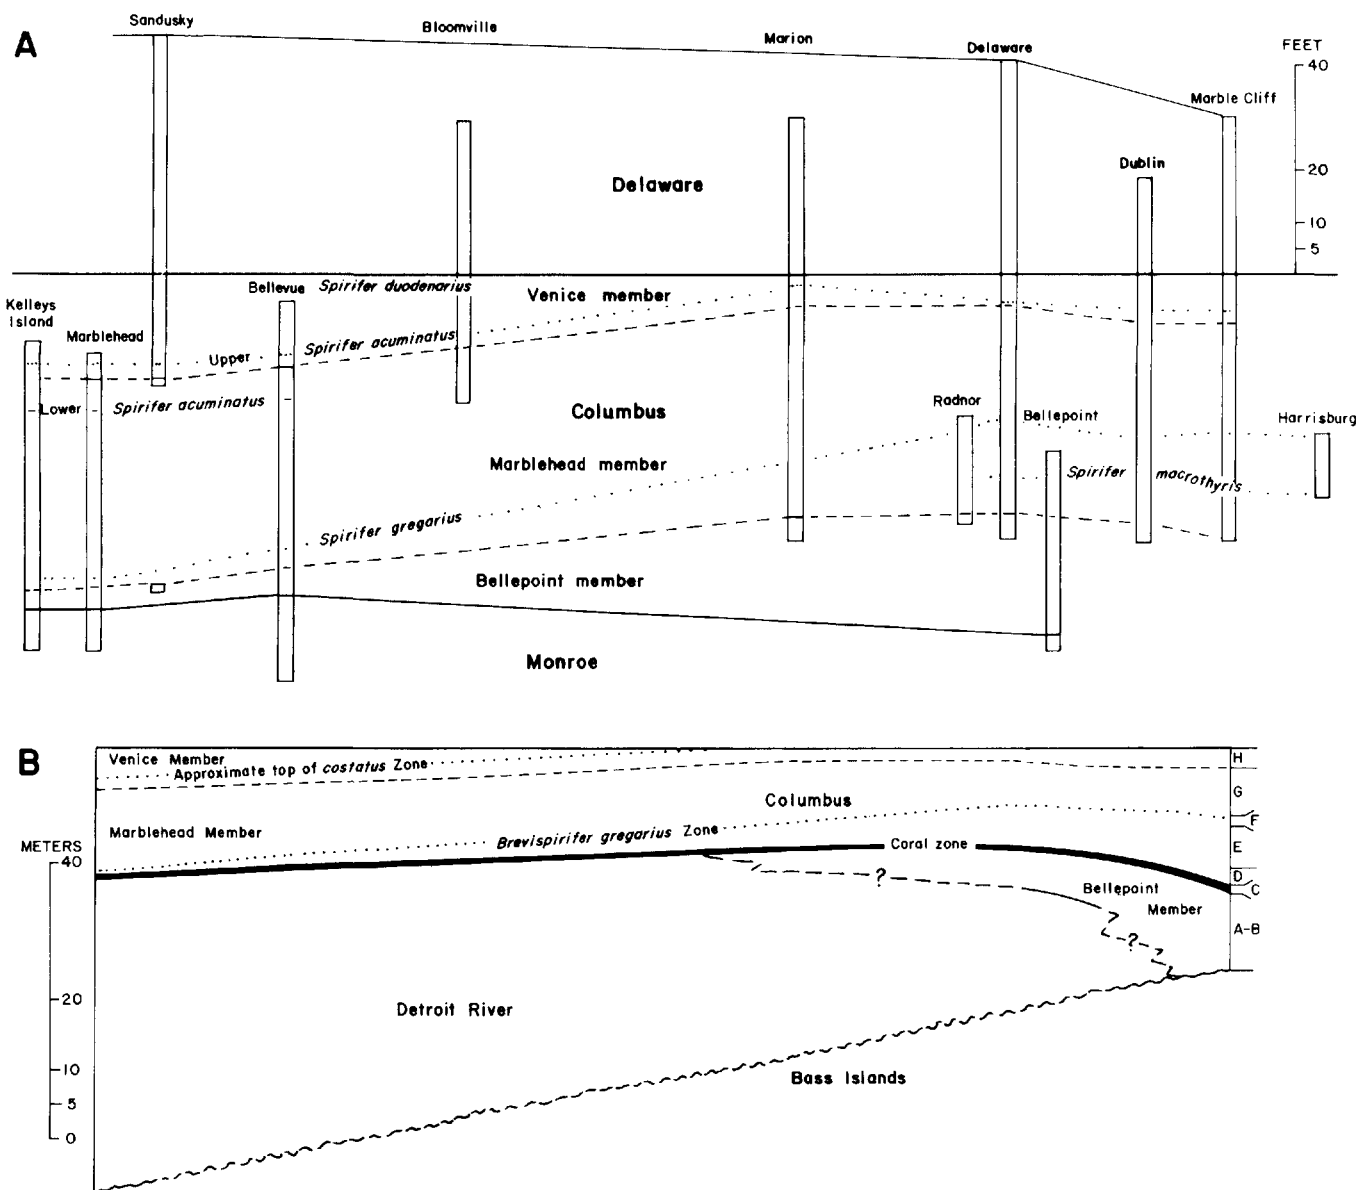 A
Sandusky
Bloomville
Marion
Delaware
FEET
40
Marble Cliff
Dublin
20
Delaware
10
5
Kelleys
Island
Bellevue
Spirifer duodenarius
Venice member
Marblehead
Upper
Spirifer acuminatus
Lower
Spirifer acuminatus
Columbus
Radnor
Bellepoint
Harrisburg
Marblehead member
Spirifer macrothyris
Spirifer gregarius
Bellepoint member
Monroe
B
Venice Member
Approximate top of costatus Zone
H
G
Columbus
Marblehead Member
Brevispirifer gregarius Zone
F
METERS
40
Coral zone
E
D
?
Bellepoint
Member
C
A-B
?
20
Detroit River
10
Bass Islands
5
0